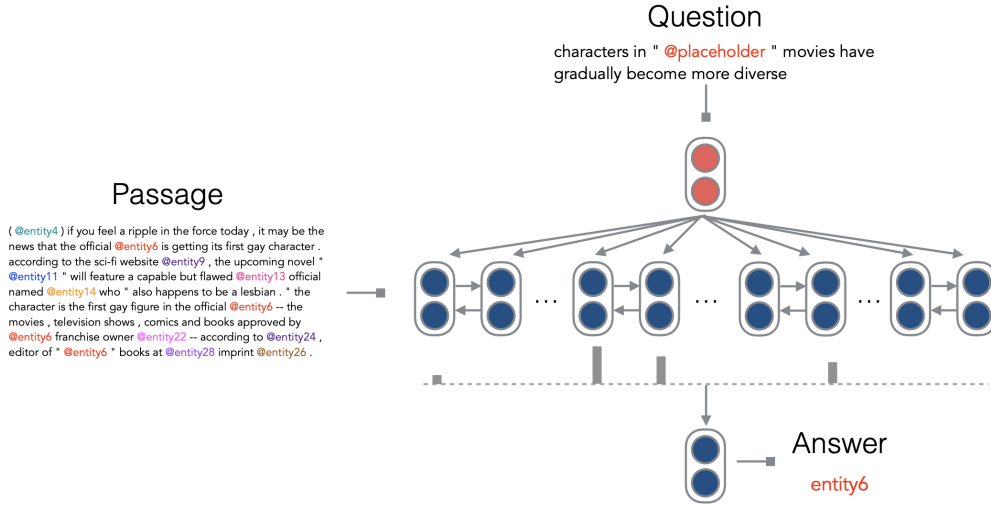 Question
characters in " @placeholder " movies have
gradually become more diverse
Passage
( @entity4 ) if you feel a ripple in the force today , it may be the
news that the official @entity6 is getting its first gay character .
according to the sci-fi website @entity9 , the upcoming novel "
@entity11 " will feature a capable but flawed @entity13 official
named @entity14 who " also happens to be a lesbian . " the
character is the first gay figure in the official @entity6 -- the
movies , television shows , comics and books approved by
@entity6 franchise owner @entity22 -- according to @entity24 ,
editor of " @entity6 " books at @entity28 imprint @entity26 .
... ... ...
Answer
entity6